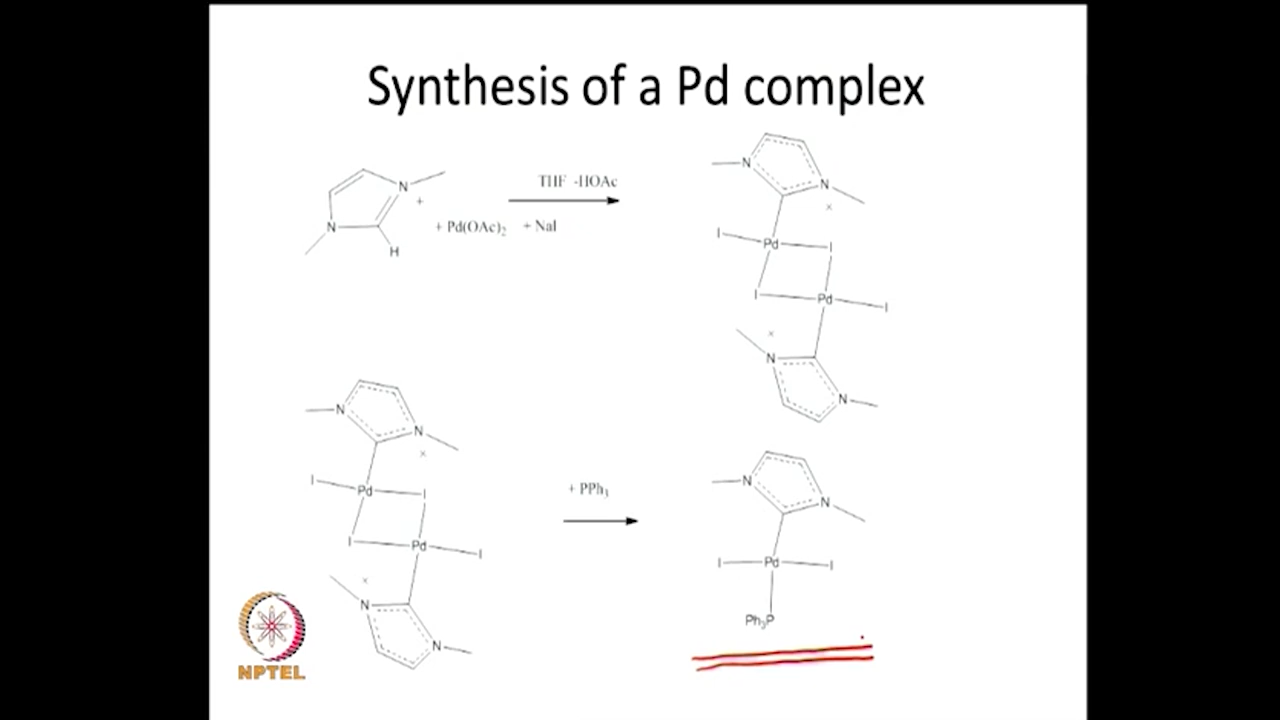 Synthesis of a Pd complex
N
+
N
H
+ Pd(OAc)2 + NaI
THF -HOAc
N
N
x
I
Pd
I
I
Pd
I
x
N
N
N
N
x
I
Pd
I
I
Pd
I
x
N
N
+ PPh3
N
N
I
Pd
I
Ph3P
NPTEL